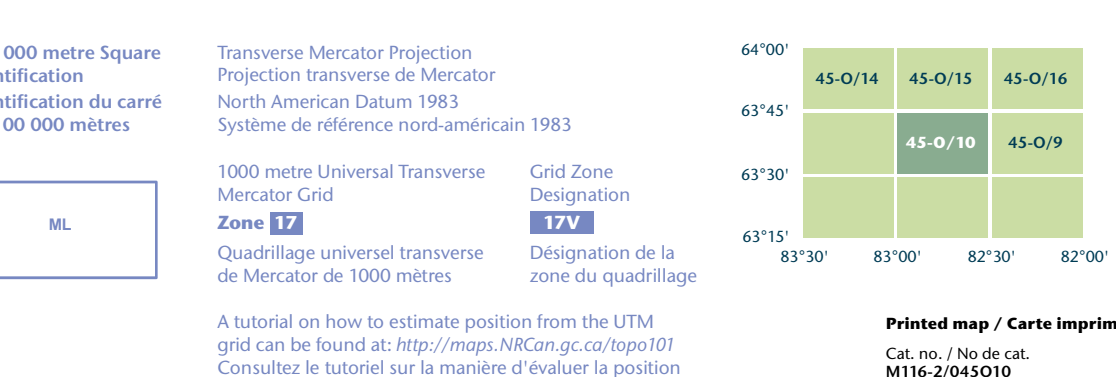 000 metre Square
ntification
ntification du carré
00 000 mètres
ML
Transverse Mercator Projection
Projection transverse de Mercator
North American Datum 1983
Système de référence nord-américain 1983
1000 metre Universal Transverse
Mercator Grid
Zone 17
Quadrillage universel transverse
de Mercator de 1000 mètres
Grid Zone
Designation
17V
Désignation de la
zone du quadrillage
A tutorial on how to estimate position from the UTM
grid can be found at: http://maps.NRCan.gc.ca/topo101
Consultez le tutoriel sur la manière d'évaluer la position
64°00'
45-O/14 45-O/15 45-O/16
63°45'
45-O/10 45-O/9
63°30'
63°15'
83°30' 83°00' 82°30' 82°00'
Printed map / Carte imprim
Cat. no. / No de cat.
M116-2/045O10